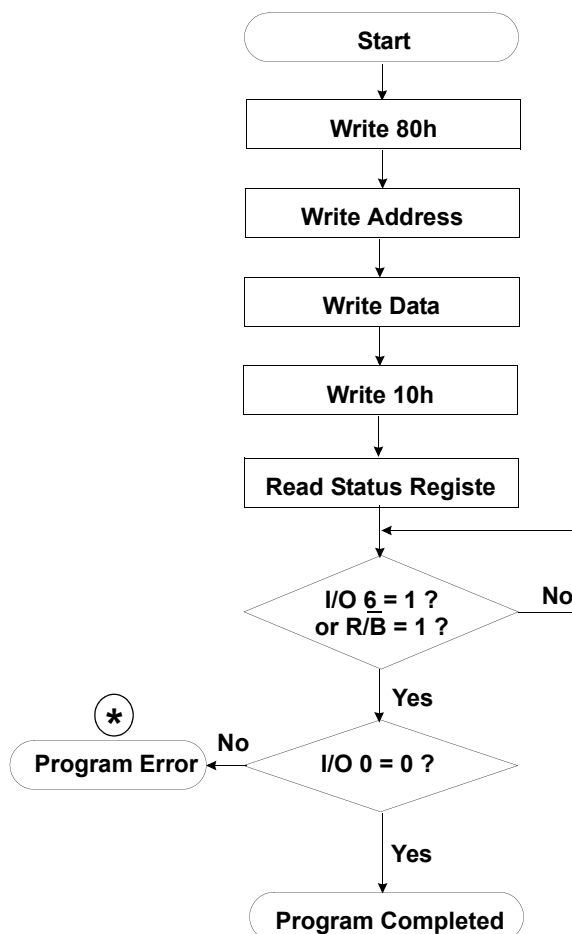 Start
Write 80h
Write Address
Write Data
Write 10h
Read Status Registe
I/O 6 = 1 ?
or R/B̅ = 1 ?
No
Yes
*
No
Program Error
I/O 0 = 0 ?
Yes
Program Completed